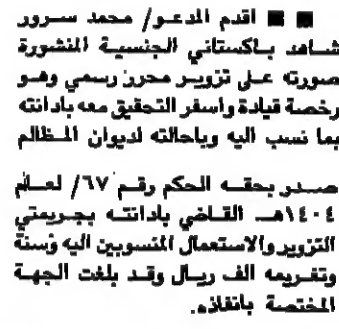 ■ ■ اقدم المدعو/ محمد سرور
شاهد باكستاني الجنسية المنشورة
صورته على تزوير محرر رسمي وهو
رخصة قيادة واسفر التحقيق معه بادانته
بما نسب اليه وباحالته لديوان المظالم
صدر بحقه الحكم رقم ٦٧/ لعام
١٤٠٤هـ القاضي بادانته بجريمتي
التزوير والاستعمال المنسوبين اليه وسنة
وتغريمه الف ريال وقد بلغت الجهة
المختصة بانفاذه.